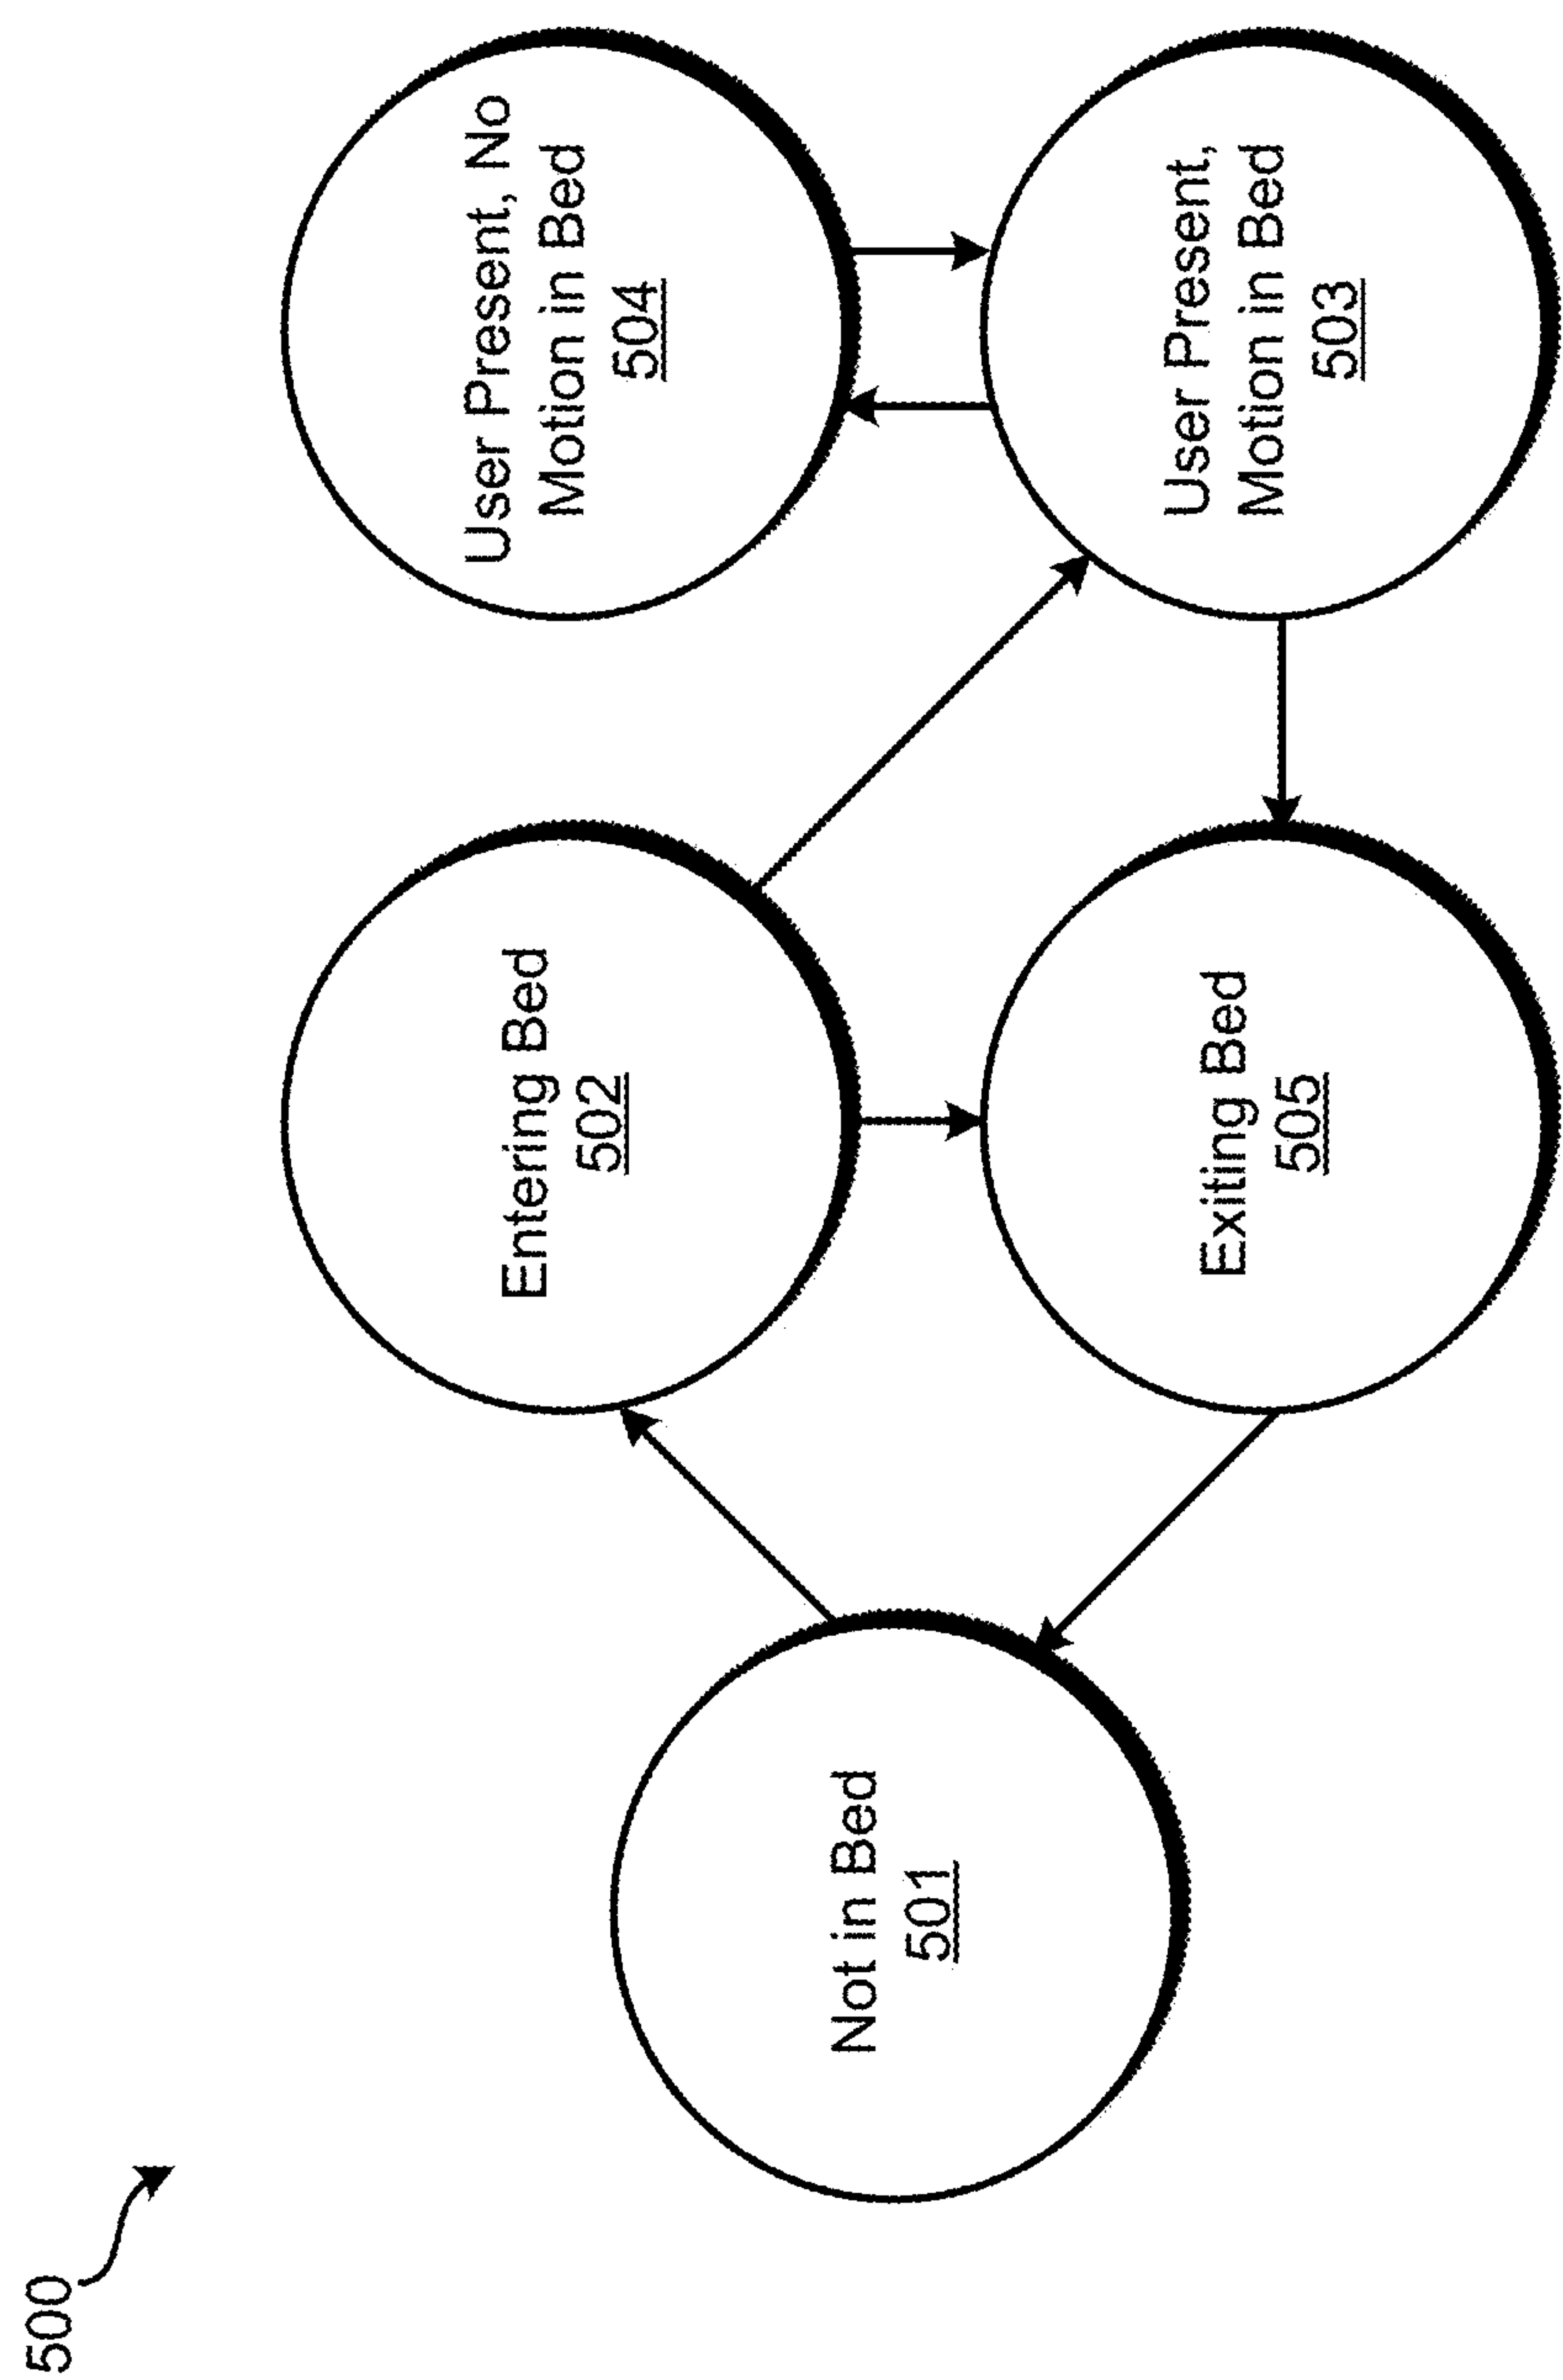 500
Not in Bed
501
Entering Bed
502
User Present, No
Motion in Bed
504
Exiting Bed
505
User Present,
Motion in Bed
503